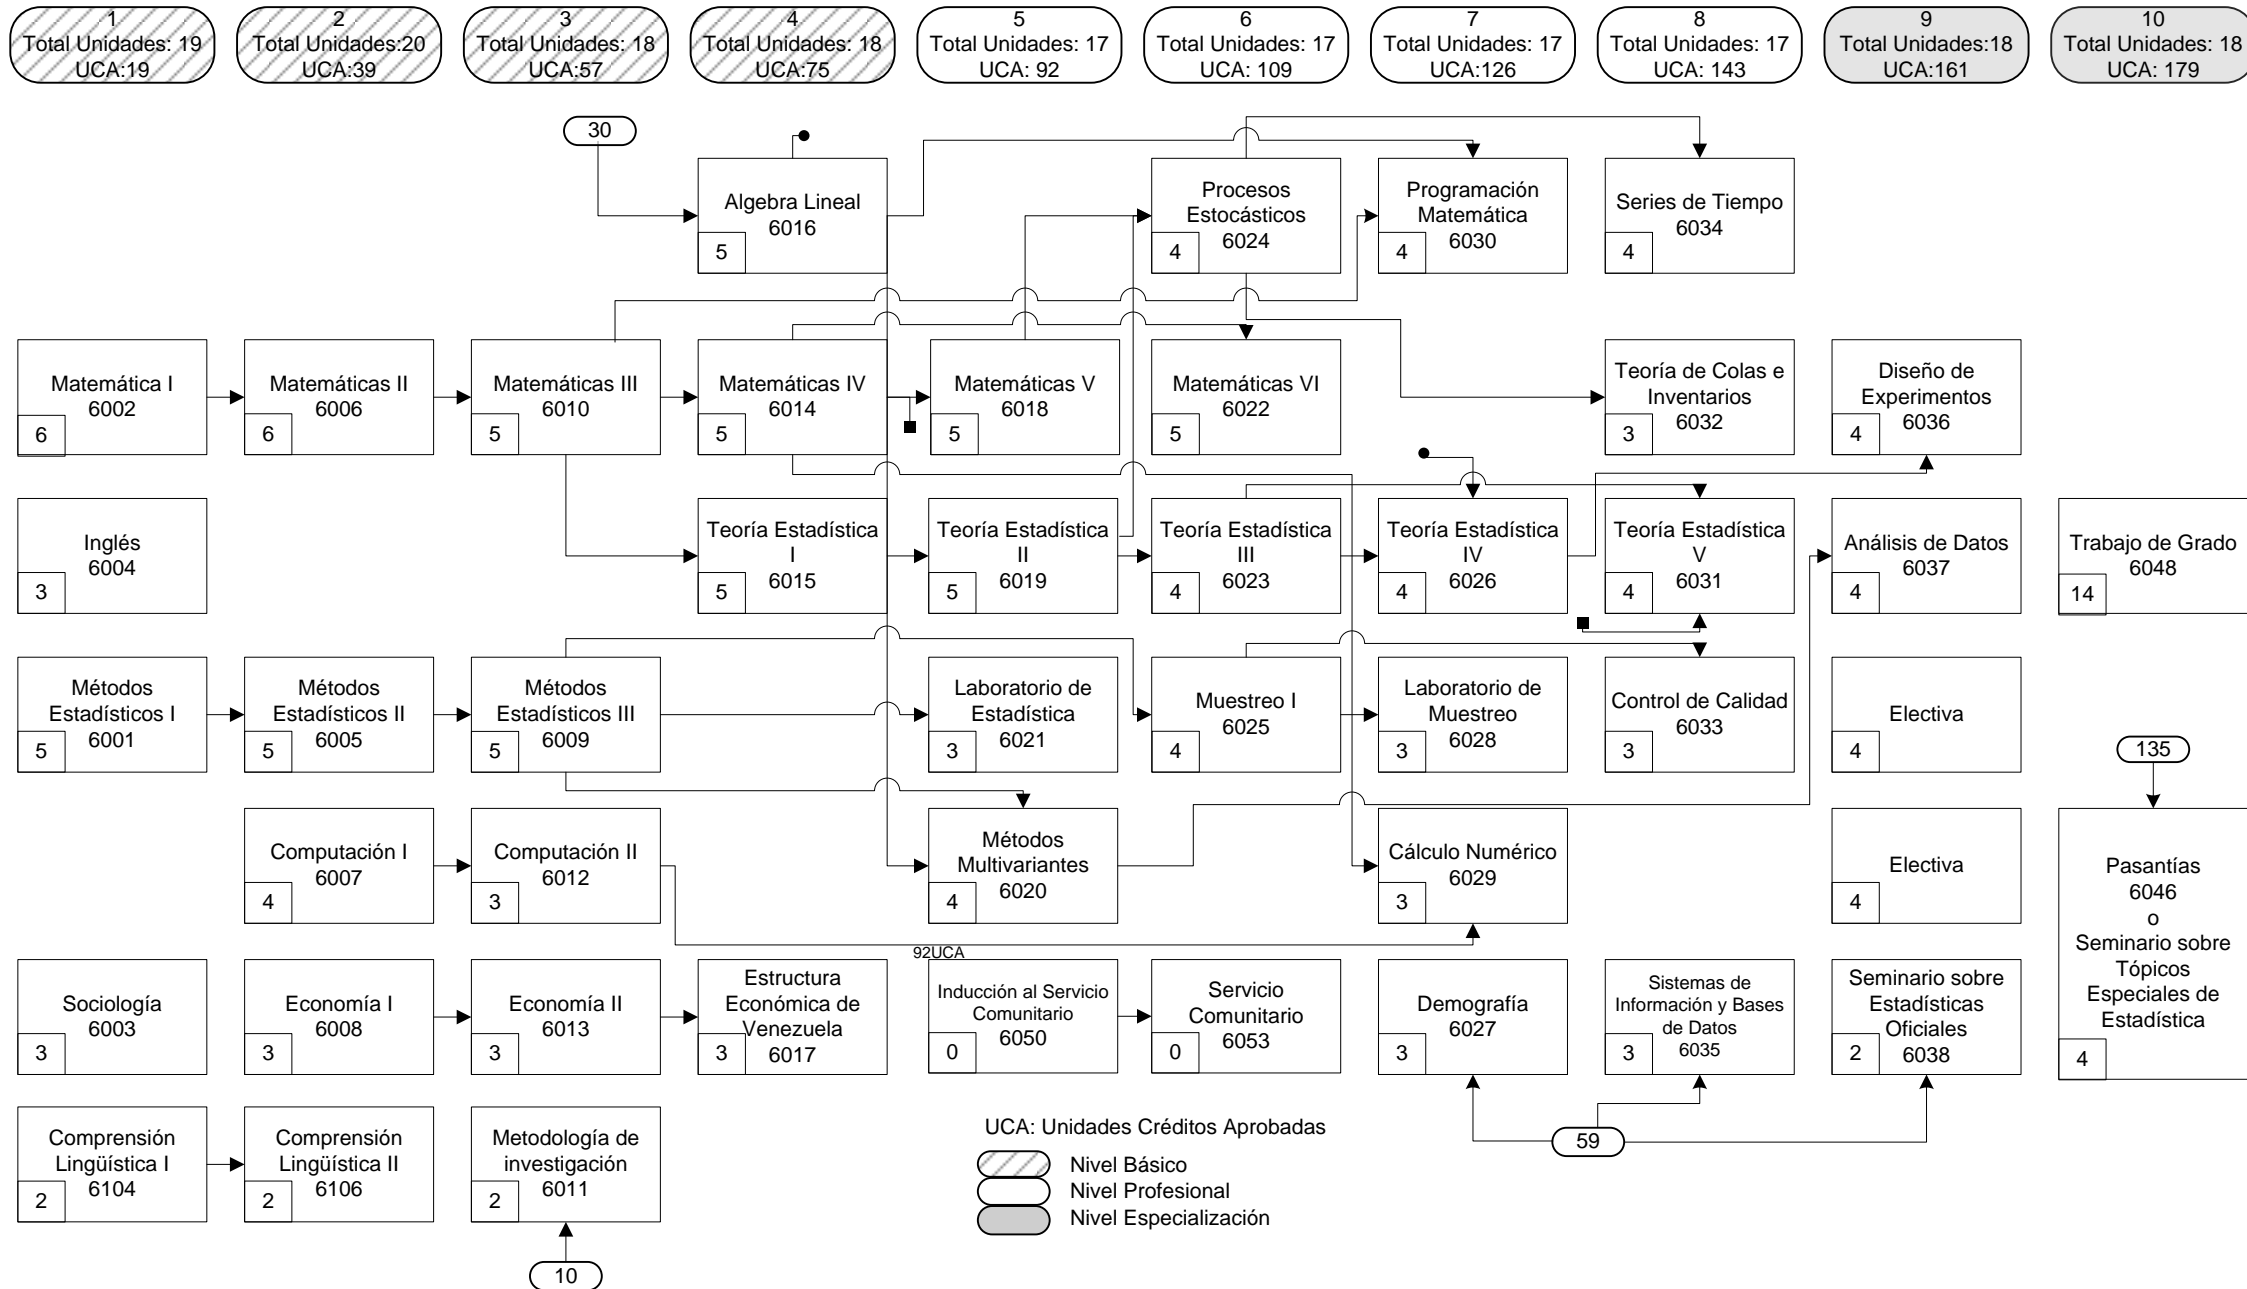 1
Total Unidades: 19
UCA:19
2
Total Unidades:20
UCA:39
3
Total Unidades: 18
UCA:57
4
Total Unidades: 18
UCA:75
5
Total Unidades: 17
UCA: 92
6
Total Unidades: 17
UCA: 109
7
Total Unidades: 17
UCA:126
8
Total Unidades: 17
UCA: 143
9
Total Unidades:18
UCA:161
10
Total Unidades: 18
UCA: 179
30
Algebra Lineal
6016
5
Procesos
Estocásticos
6024
4
Programación
Matemática
6030
4
Series de Tiempo
6034
4
Matemática I
6002
6
Matemáticas II
6006
6
Matemáticas III
6010
5
Matemáticas IV
6014
5
Matemáticas V
6018
5
Matemáticas VI
6022
5
Teoría de Colas e
Inventarios
6032
3
Diseño de
Experimentos
6036
4
Inglés
6004
3
Teoría Estadística
I
6015
5
Teoría Estadística
II
6019
5
Teoría Estadística
III
6023
4
Teoría Estadística
IV
6026
4
Teoría Estadística
V
6031
4
Análisis de Datos
6037
4
Trabajo de Grado
6048
14
Métodos
Estadísticos I
6001
5
Métodos
Estadísticos II
6005
5
Métodos
Estadísticos III
6009
5
Laboratorio de
Estadística
6021
3
Muestreo I
6025
4
Laboratorio de
Muestreo
6028
3
Control de Calidad
6033
3
Electiva
4
135
Computación I
6007
4
Computación II
6012
3
Métodos
Multivariantes
6020
4
Cálculo Numérico
6029
3
Electiva
4
Pasantías
6046
o
Seminario sobre
Tópicos
Especiales de
Estadística
4
92UCA
Sociología
6003
3
Economía I
6008
3
Economía II
6013
3
Estructura
Económica de
Venezuela
6017
3
Inducción al Servicio
Comunitario
6050
0
Servicio
Comunitario
6053
0
Demografía
6027
3
Sistemas de
Información y Bases
de Datos
6035
3
Seminario sobre
Estadísticas
Oficiales
6038
2
Comprensión
Lingüística I
6104
2
Comprensión
Lingüística II
6106
2
Metodología de
investigación
6011
2
10
59
UCA: Unidades Créditos Aprobadas
Nivel Básico
Nivel Profesional
Nivel Especialización